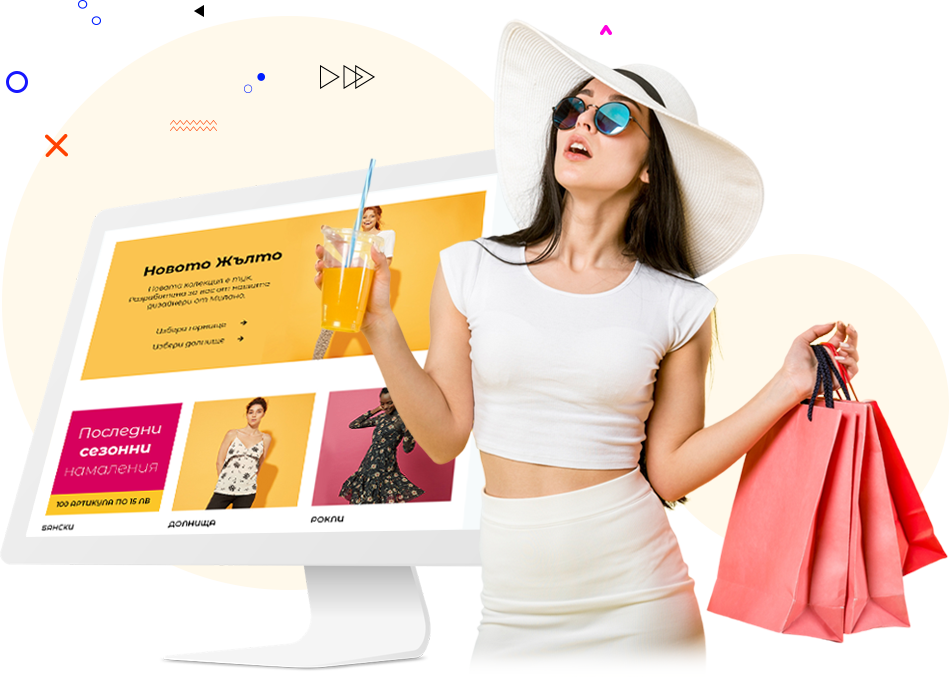 Новото Жълто
Новата колекция е тук.
Разработена за вас от нашите
дизайнери от Милано.
Избери горнище
Избери долнище
Последни
сезонни
намаления
100 АРТИКУЛА ПО 15 ЛВ
БАНСКИ
ДОЛНИЩА
РОКЛИ